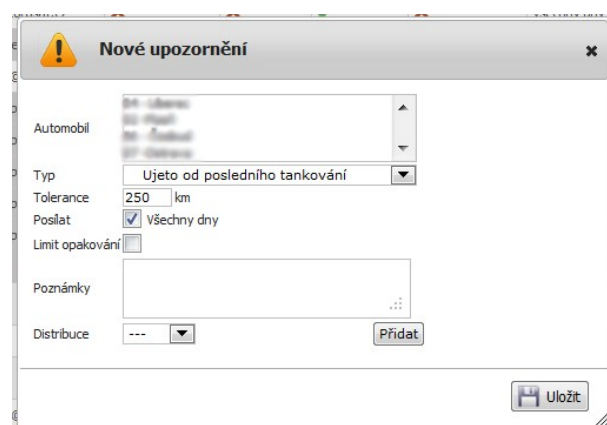 Nové upozornění
Automobil
Typ Ujeto od posledního tankování
Tolerance 250 km
Posílat Všechny dny
Limit opakování
Poznámky
Distribuce --- Přidat
Uložit